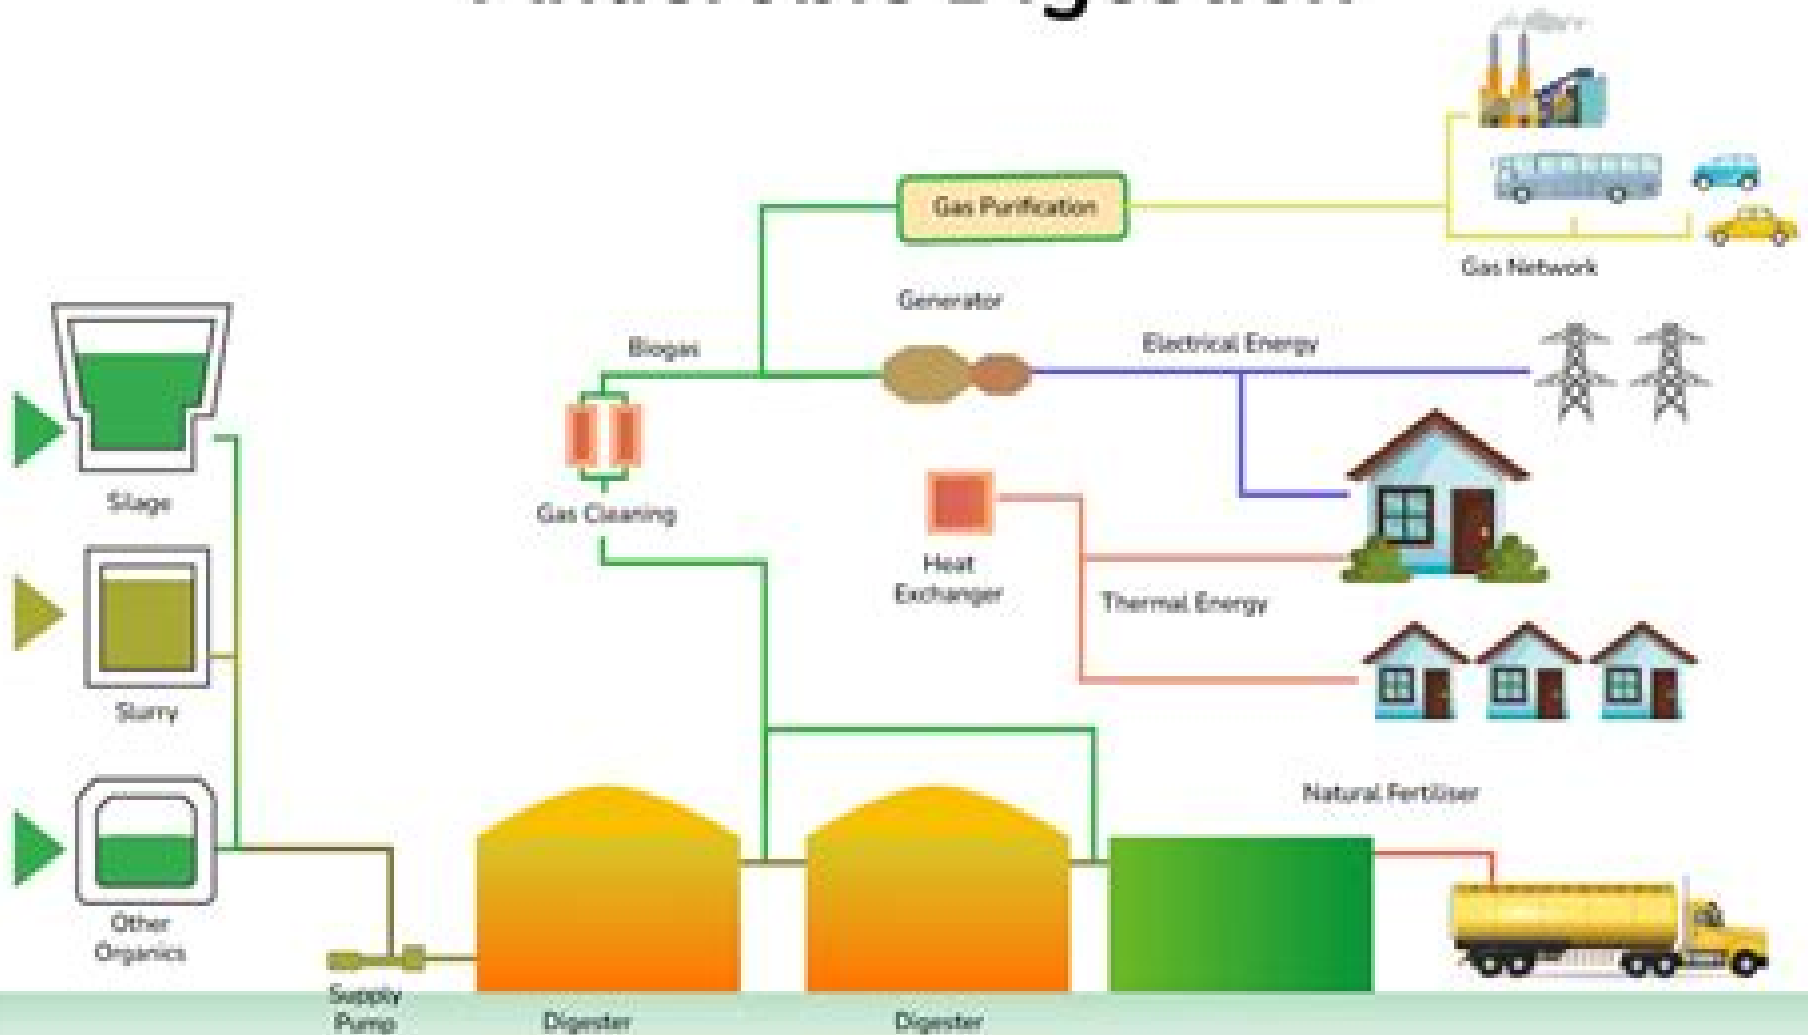 Gas Purification
Gas Network
Generator
Biogas
Electrical Energy
Silage
Gas Cleaning
Heat
Exchanger
Thermal Energy
Slurry
Natural Fertiliser
Other
Organics
Supply
Pump
Digester
Digester